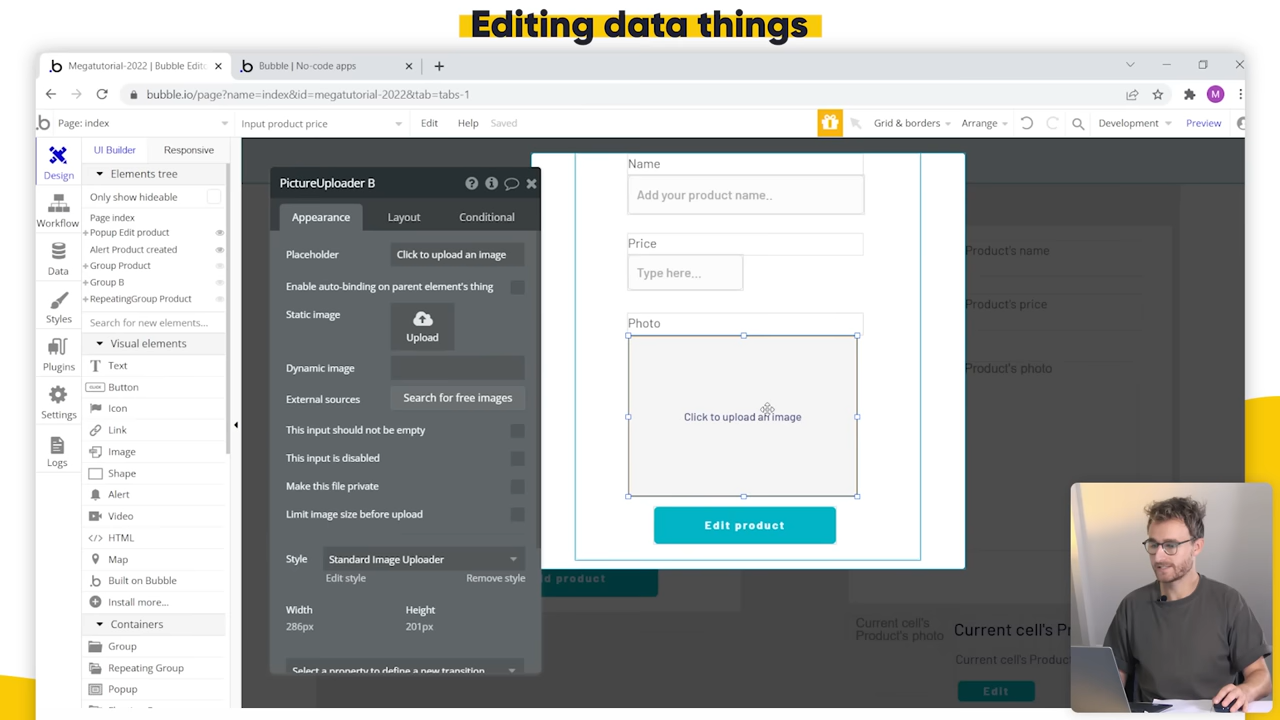 Editing data things
Megatutorial-2022 | Bubble Edito
Bubble | No-code apps
bubble.io/page?name=index&id=megatutorial-2022&tab=tabs-1
M
Page: index
Input product price
Edit
Help
Saved
Grid & borders
Arrange
Development
Preview
Design
Workflow
Data
Styles
Plugins
Settings
Logs
UI Builder
Responsive
Elements tree
Only show hideable
Page index
Popup Edit product
Alert Product created
Group Product
Group B
RepeatingGroup Product
Search for new elements...
Visual elements
Text
Button
Icon
Link
Image
Shape
Alert
Video
</> HTML
Map
Built on Bubble
Install more...
Containers
Group
Repeating Group
Popup
PictureUploader B
Appearance
Layout
Conditional
Placeholder
Click to upload an image
Enable auto-binding on parent element's thing
Static image
Upload
Dynamic image
External sources
Search for free images
This input should not be empty
This input is disabled
Make this file private
Limit image size before upload
Style
Standard Image Uploader
Edit style
Remove style
Width
Height
286px
201px
Select a property to define a new transition
Name
Add your product name..
Price
Type here...
Photo
Click to upload an image
Edit product
d product
Product's name
Product's price
Product's photo
Current cell's
Product's photo
Current cell's P
Current cell's Product
Edit